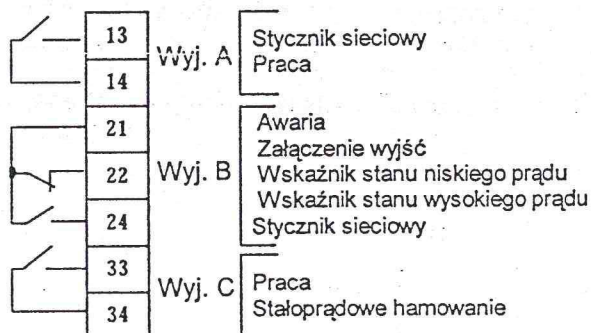 13
14
Wyj. A
Stycznik sieciowy
Praca
21
22
24
Wyj. B
Awaria
Załączenie wyjść
Wskaźnik stanu niskiego prądu
Wskaźnik stanu wysokiego prądu
Stycznik sieciowy
33
34
Wyj. C
Praca
Stałoprądowe hamowanie